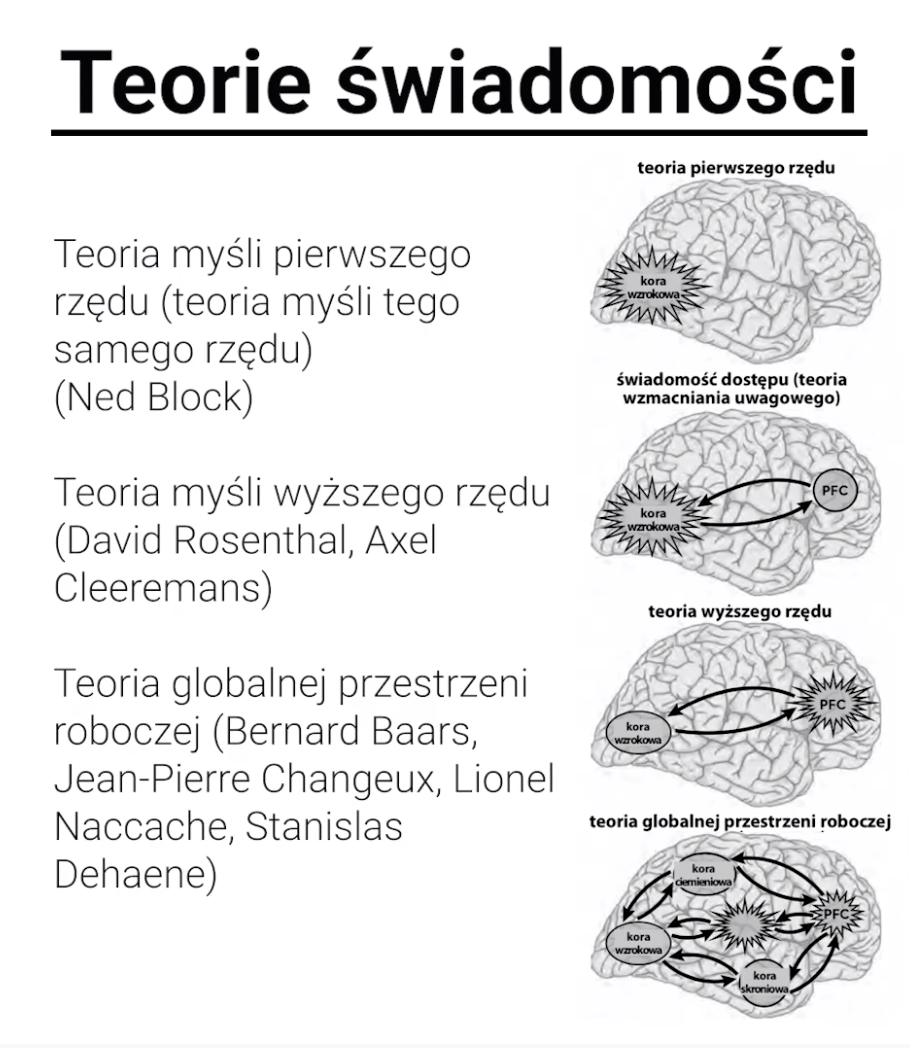 Teorie świadomości
Teoria myśli pierwszego
rzędu (teoria myśli tego
samego rzędu)
(Ned Block)
Teoria myśli wyższego rzędu
(David Rosenthal, Axel
Cleeremans)
Teoria globalnej przestrzeni
roboczej (Bernard Baars,
Jean-Pierre Changeux, Lionel
Naccache, Stanislas
Dehaene)
teoria pierwszego rzędu
kora
wzrokowa
świadomość dostępu (teoria
wzmacniania uwagowego)
PFC
kora
wzrokowa
teoria wyższego rzędu
PFC
kora
wzrokowa
teoria globalnej przestrzeni roboczej
kora
ciemieniowa
PFC
kora
wzrokowa
kora
skroniowa